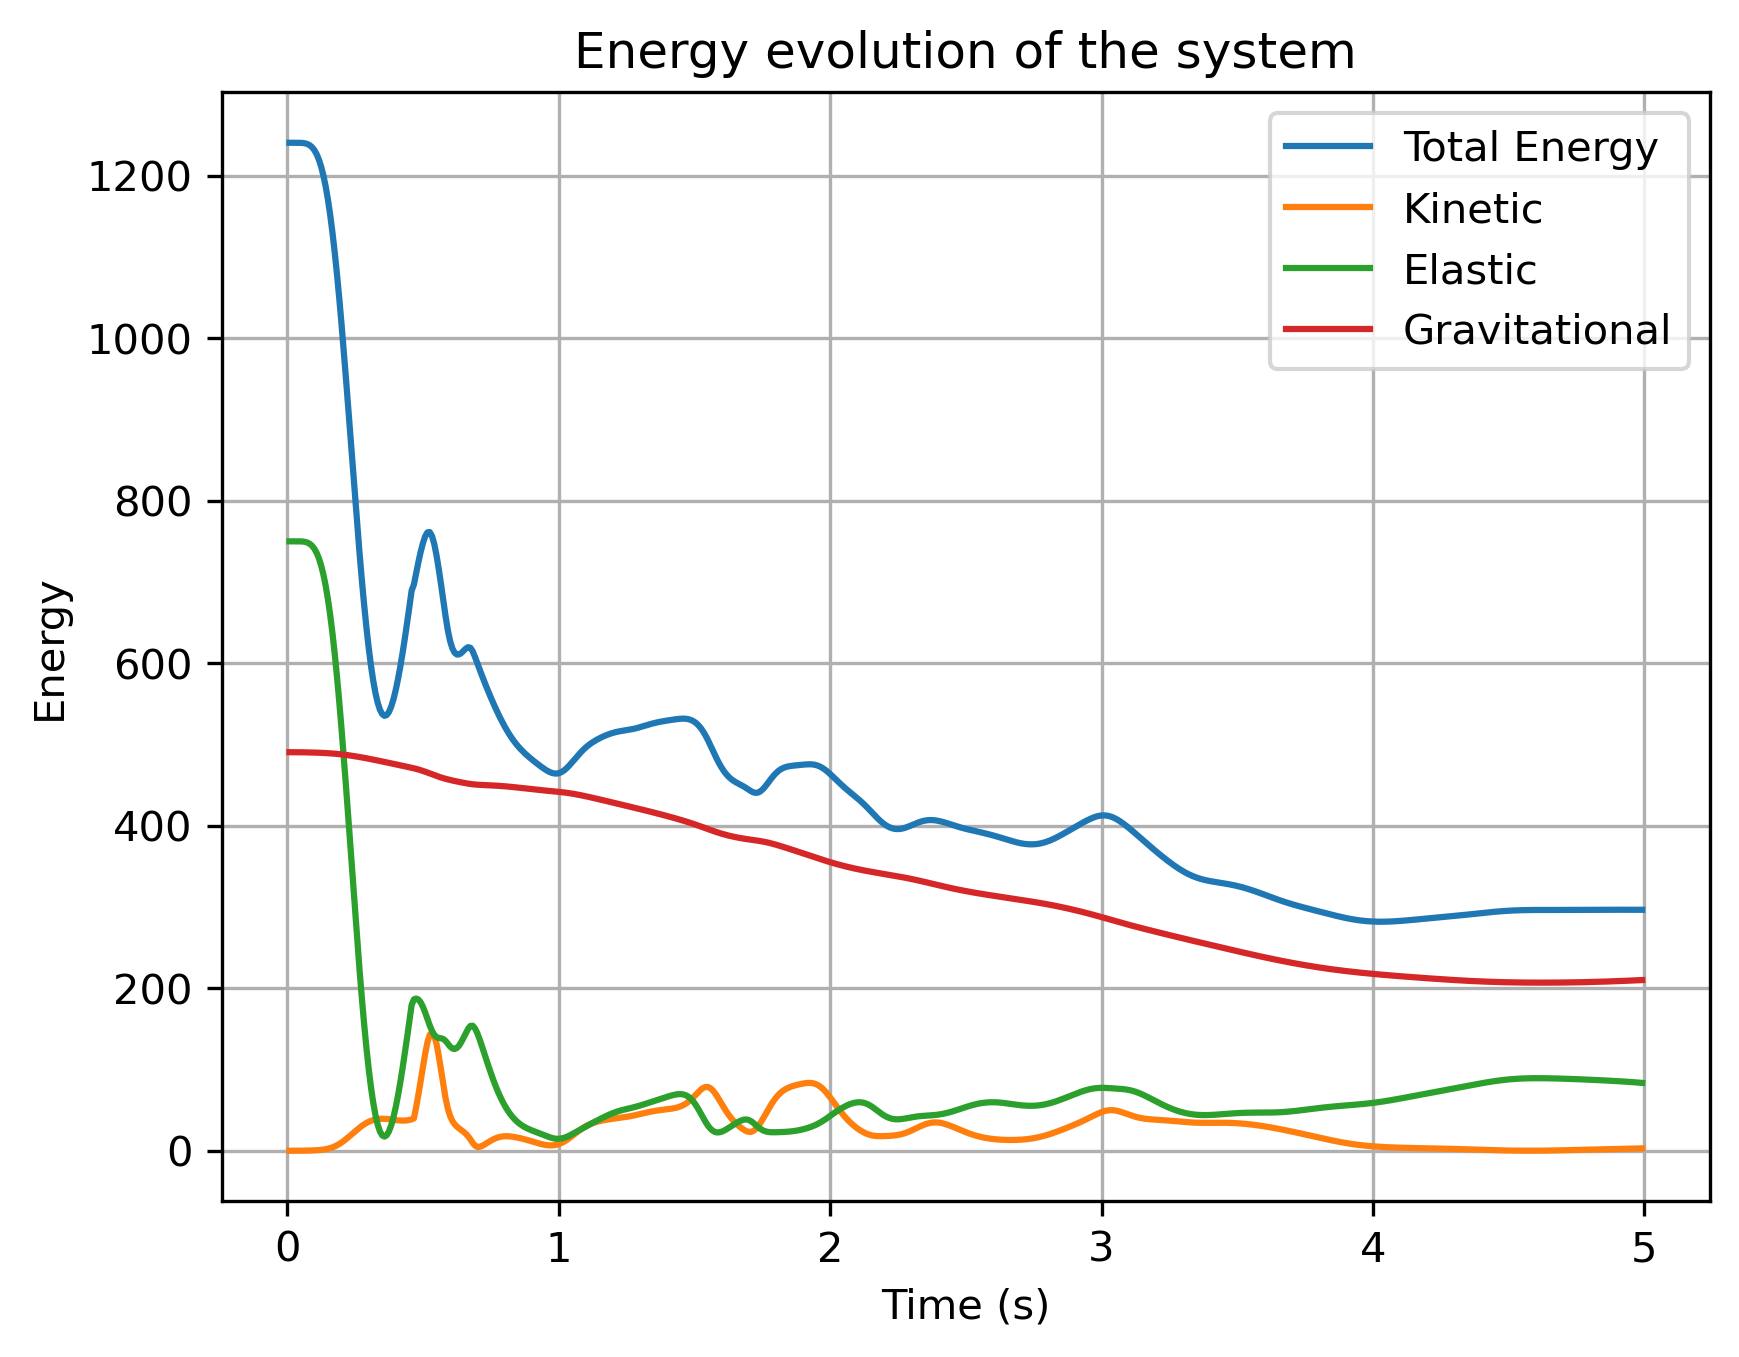 Energy evolution of the system
Total Energy
Kinetic
Elastic
Gravitational
Energy
1200
1000
800
600
400
200
0
0 1 2 3 4 5
Time (s)